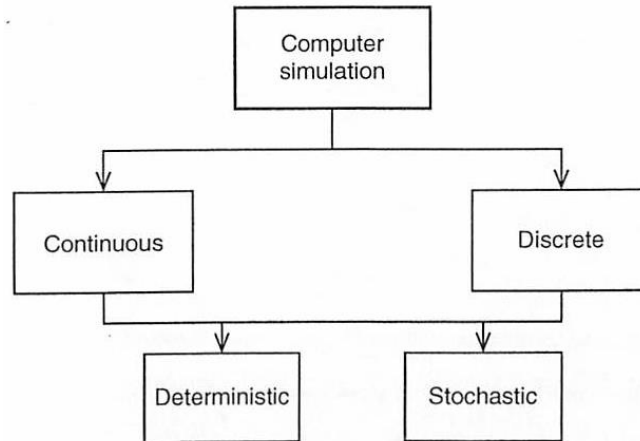 Computer
simulation
Continuous
Discrete
Deterministic
Stochastic